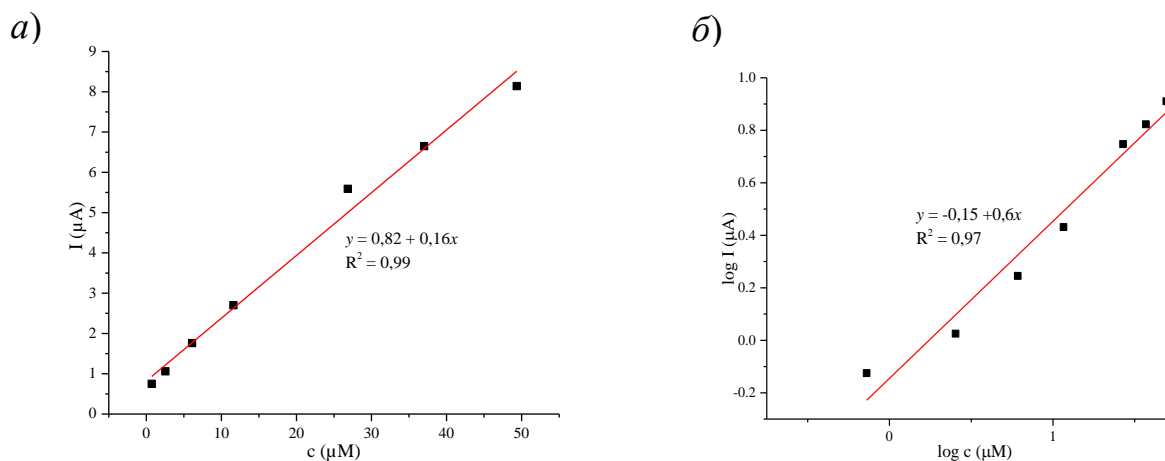 а)
9
8
7
6
5
4
3
2
1
0
I (µA)
y = 0,82 + 0,16x
R² = 0,99
0 10 20 30 40 50
c (µM)
б)
1.0
0.8
0.6
0.4
0.2
0.0
-0.2
log I (µA)
y = -0,15 +0,6x
R² = 0,97
0 1
log c (µM)